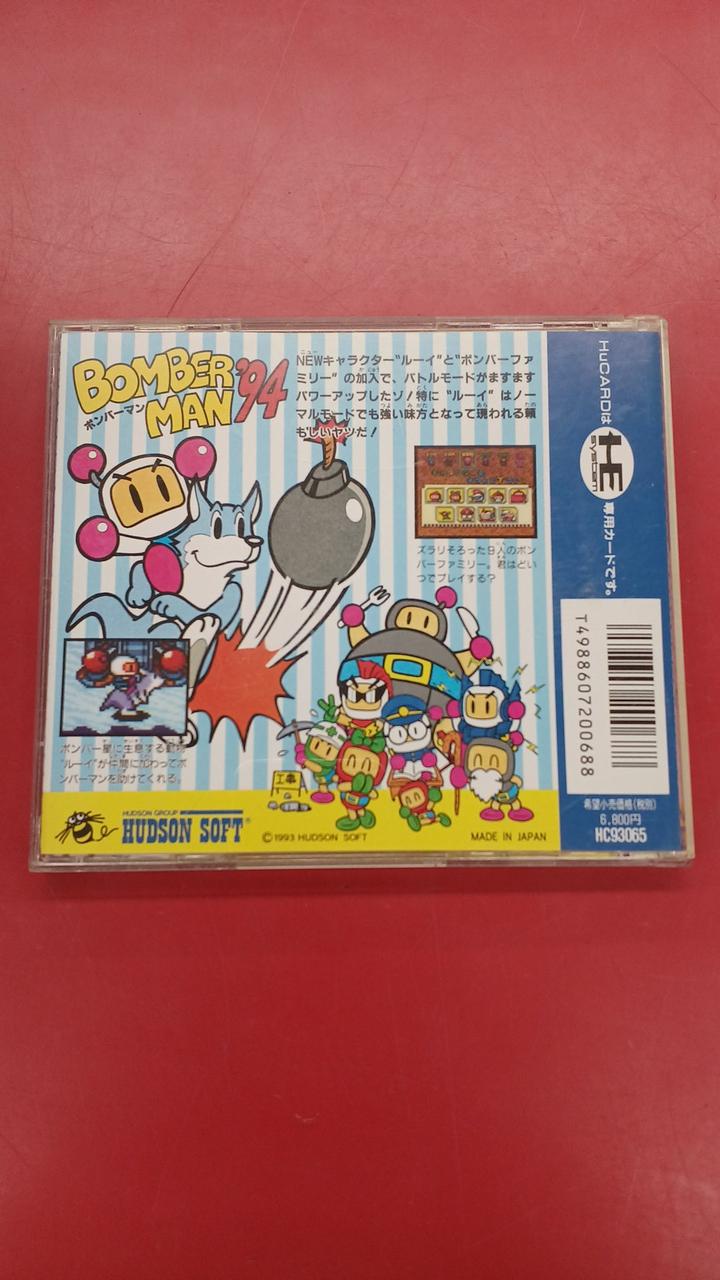 BOMBER
MAN '94
ボンバーマン
NEWキャラクター“ルーイ”と“ボンバーファ
ミリー”の加入で、バトルモードがますます
パワーアップしたゾ!特に“ルーイ”はノー
マルモードでも強い味方となって現われる頼
もしいヤツだ!
ズラリそろった9人のボン
バーファミリー。君はどい
つでプレイする?
ボンバー星に生息する動物
“ルーイ”が仲間に加わってボ
ンバーマンを助けてくれる。
工事
HUDSON GROUP
HUDSON SOFT®
©1993 HUDSON SOFT
MADE IN JAPAN
HuCARDは
HE
SYSTEM
専用カードです。
T4988607200688
希望小売価格(税別)
6,800円
HC93065